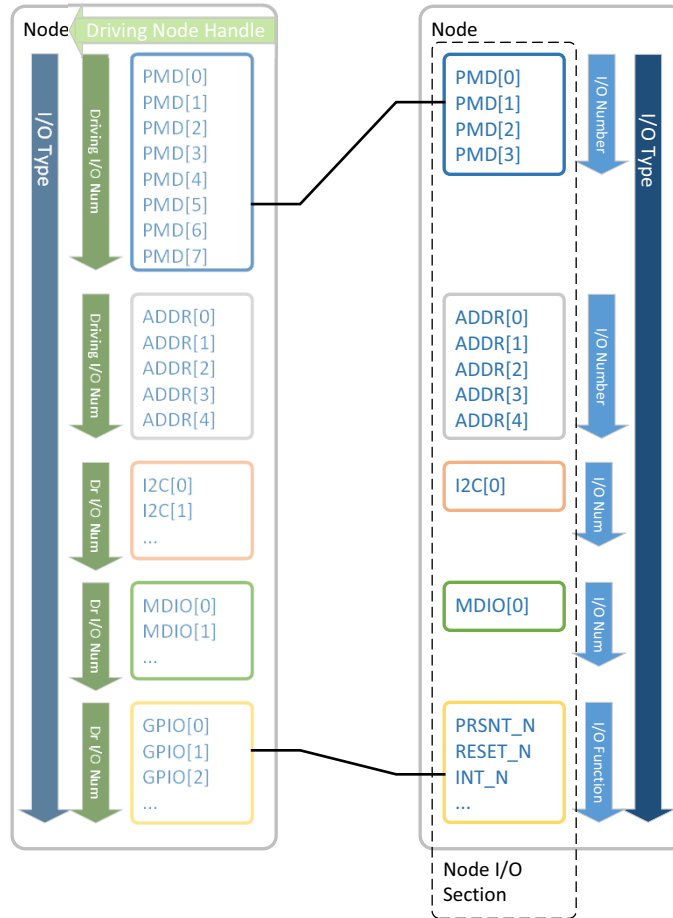 Node
Driving Node Handle
I/O Type
Driving I/O Num
PMD[0]
PMD[1]
PMD[2]
PMD[3]
PMD[4]
PMD[5]
PMD[6]
PMD[7]
Driving I/O Num
ADDR[0]
ADDR[1]
ADDR[2]
ADDR[3]
ADDR[4]
Dr I/O Num
I2C[0]
I2C[1]
...
Dr I/O Num
MDIO[0]
MDIO[1]
...
Dr I/O Num
GPIO[0]
GPIO[1]
GPIO[2]
...
Node
PMD[0]
PMD[1]
PMD[2]
PMD[3]
I/O Number
I/O Type
ADDR[0]
ADDR[1]
ADDR[2]
ADDR[3]
ADDR[4]
I/O Number
I2C[0]
I/O Num
MDIO[0]
I/O Num
PRSNT_N
RESET_N
INT_N
...
I/O Function
Node I/O
Section